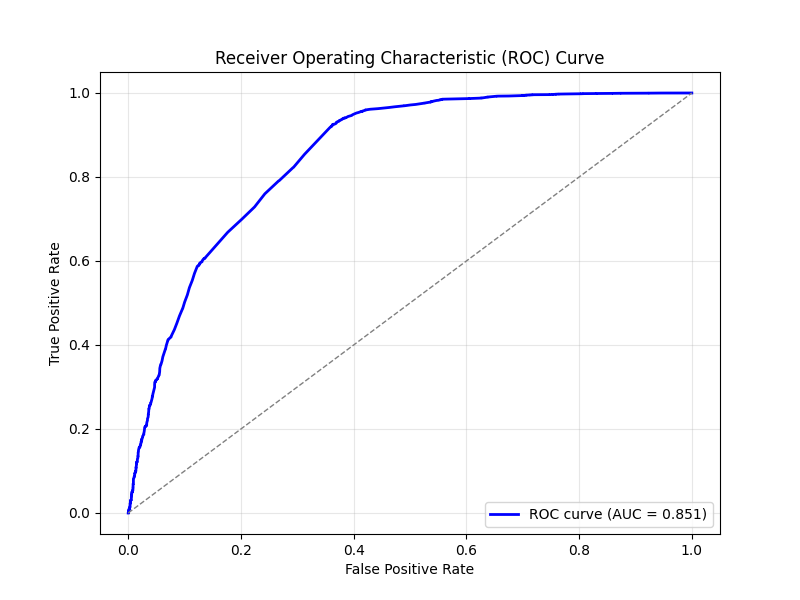 Receiver Operating Characteristic (ROC) Curve
True Positive Rate
1.0
0.8
0.6
0.4
0.2
0.0
ROC curve (AUC = 0.851)
0.0 0.2 0.4 0.6 0.8 1.0
False Positive Rate